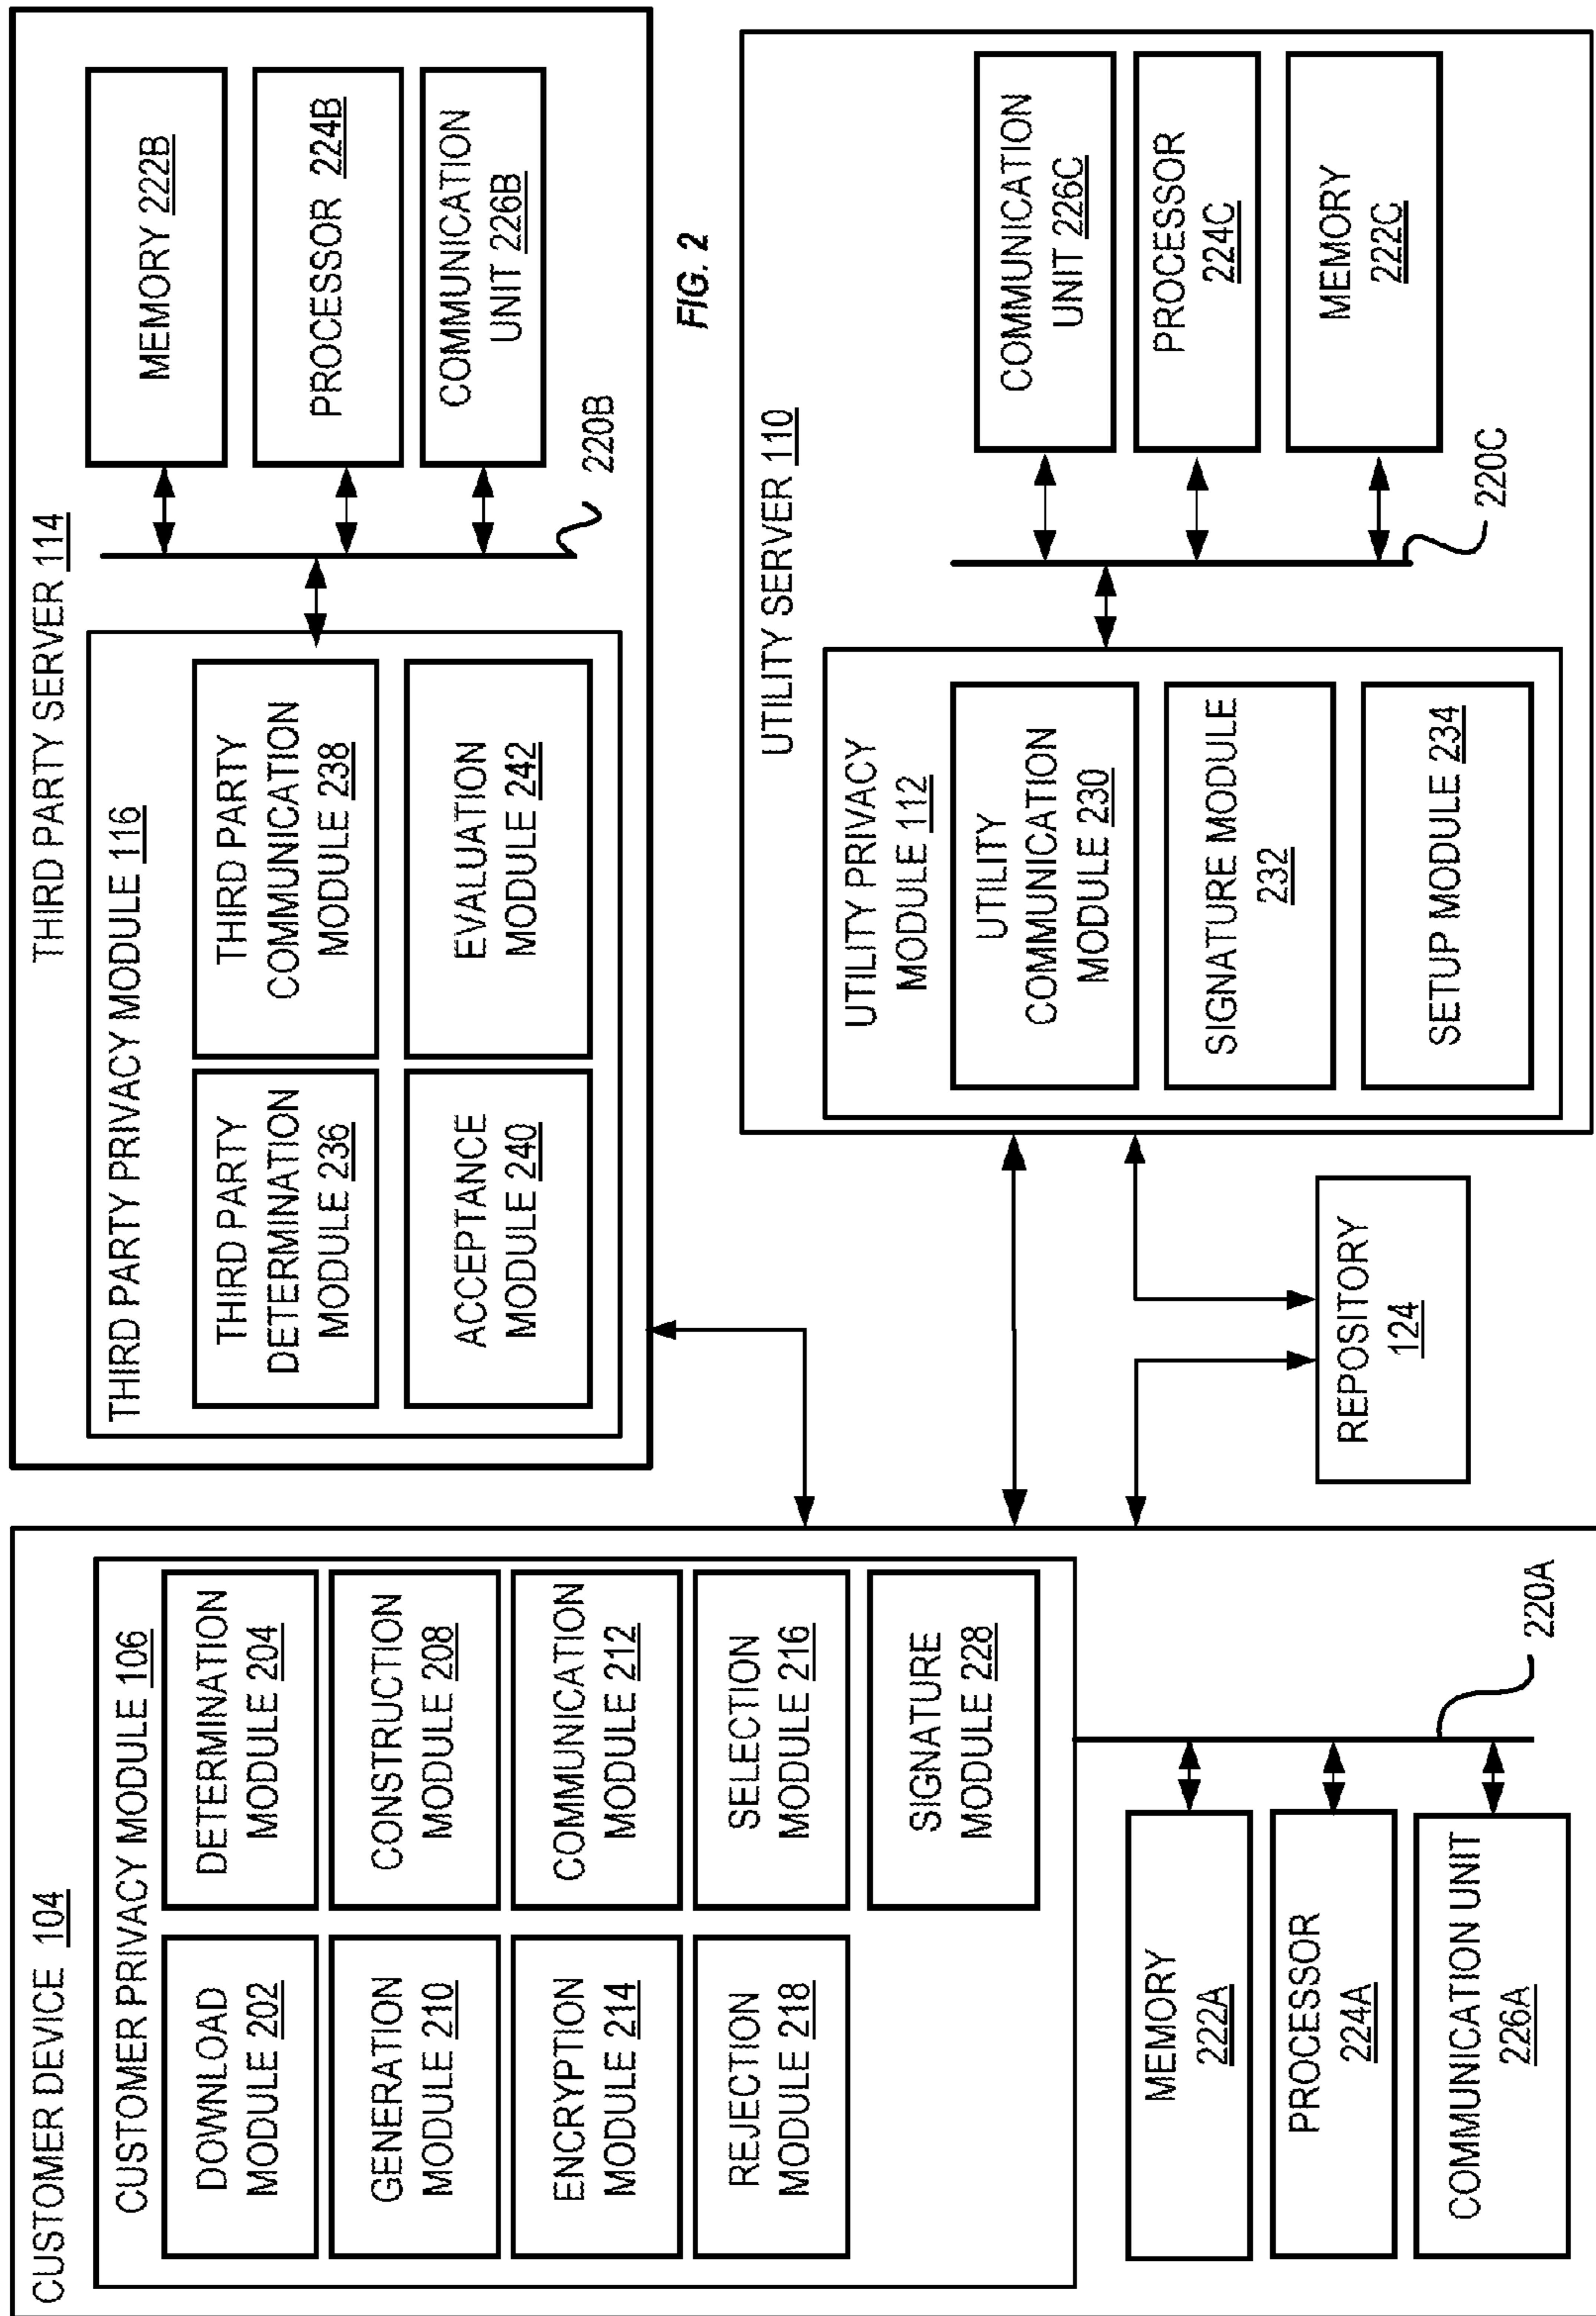 CUSTOMER DEVICE 104
CUSTOMER PRIVACY MODULE 106
DOWNLOAD
MODULE 202
DETERMINATION
MODULE 204
GENERATION
MODULE 210
CONSTRUCTION
MODULE 208
ENCRYPTION
MODULE 214
COMMUNICATION
MODULE 212
REJECTION
MODULE 218
SELECTION
MODULE 216
SIGNATURE
MODULE 228
MEMORY
222A
PROCESSOR
224A
COMMUNICATION UNIT
226A
220A
THIRD PARTY SERVER 114
THIRD PARTY PRIVACY MODULE 116
THIRD PARTY
DETERMINATION
MODULE 236
THIRD PARTY
COMMUNICATION
MODULE 238
ACCEPTANCE
MODULE 240
EVALUATION
MODULE 242
MEMORY 222B
PROCESSOR 224B
COMMUNICATION
UNIT 226B
220B
FIG. 2
UTILITY SERVER 110
UTILITY PRIVACY
MODULE 112
UTILITY
COMMUNICATION
MODULE 230
SIGNATURE MODULE
232
SETUP MODULE 234
COMMUNICATION
UNIT 226C
PROCESSOR
224C
MEMORY
222C
220C
REPOSITORY
124